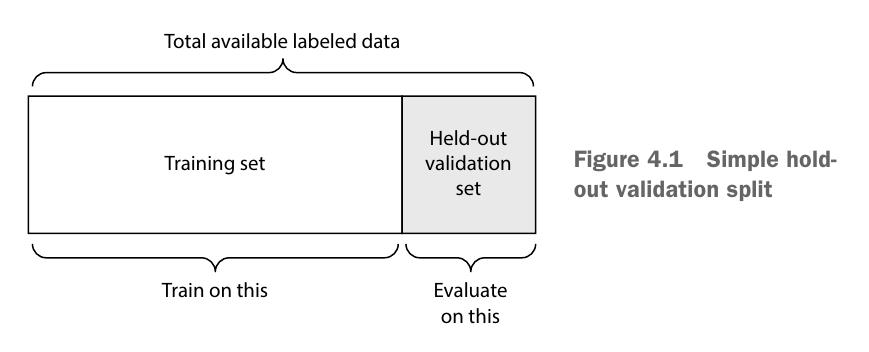 Total available labeled data
Training set
Held-out
validation
set
Train on this
Evaluate
on this
Figure 4.1 Simple hold-
out validation split